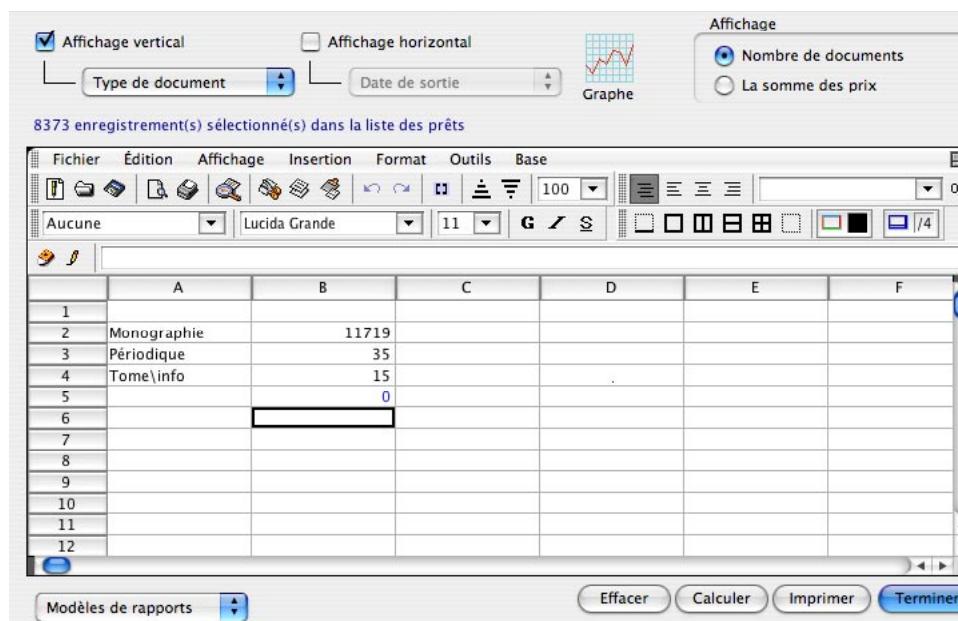 Affichage
Affichage vertical Affichage horizontal
Nombre de documents
Type de document Date de sortie
La somme des prix
Graphe
8373 enregistrement(s) sélectionné(s) dans la liste des prêts
Fichier Édition Affichage Insertion Format Outils Base
100
Aucune Lucida Grande 11 G I S /4
A B C D E F
1
2 Monographie 11719
3 Périodique 35
4 Tome\info 15
5 0
6
7
8
9
10
11
12
Modèles de rapports Effacer Calculer Imprimer Terminer